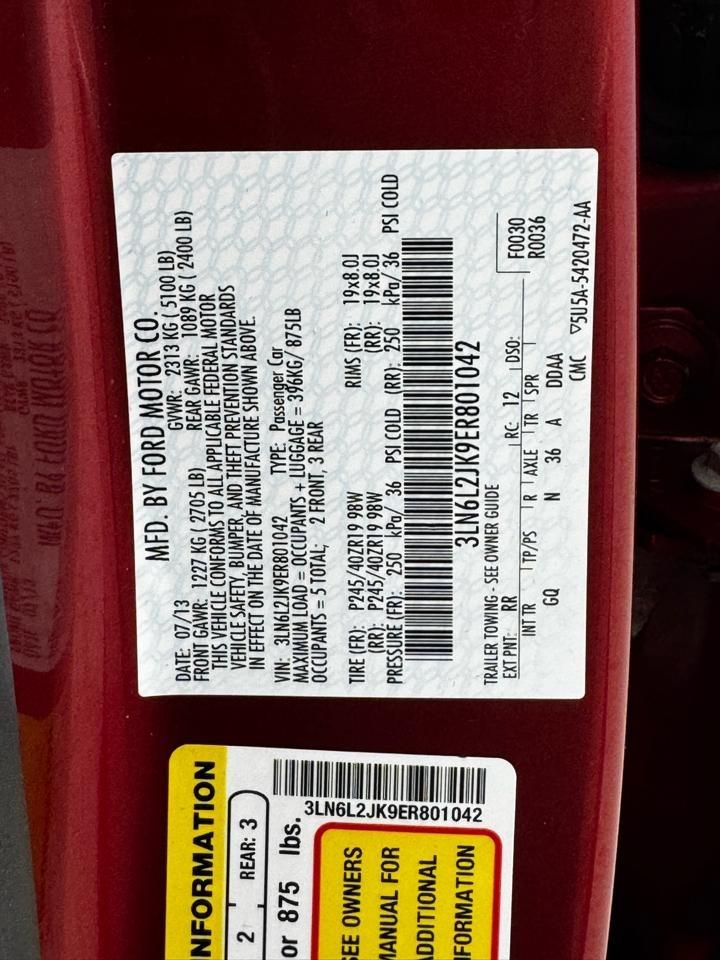 MFD. BY FORD MOTOR CO.
DATE: 07/13 GVWR: 2313 KG ( 5100 LB)
FRONT GAWR: 1227 KG ( 2705 LB) REAR GAWR: 1089 KG ( 2400 LB)
THIS VEHICLE CONFORMS TO ALL APPLICABLE FEDERAL MOTOR
VEHICLE SAFETY, BUMPER, AND THEFT PREVENTION STANDARDS
IN EFFECT ON THE DATE OF MANUFACTURE SHOWN ABOVE.
VIN: 3LN6L2JK9ER801042 TYPE: Passenger Car
MAXIMUM LOAD = OCCUPANTS + LUGGAGE = 396KG/ 875LB
OCCUPANTS = 5 TOTAL; 2 FRONT, 3 REAR
TIRE (FR): P245/40ZR19 98W RIMS (FR): 19x8.0J
(RR): P245/40ZR19 98W (RR): 19x8.0J
PRESSURE (FR): 250 kPa/ 36 PSI COLD (RR): 250 kPa/ 36 PSI COLD
3LN6L2JK9ER801042
TRAILER TOWING - SEE OWNER GUIDE
EXT PNT: RR RC: 12 DSO: F0030
R0036
INT TR TP/PS R AXLE TR SPR
GQ N 36 A DDAA
CMC ▽5U5A-5420472-AA
NFORMATION
2 REAR: 3
or 875 lbs.
3LN6L2JK9ER801042
SEE OWNERS
MANUAL FOR
ADDITIONAL
INFORMATION